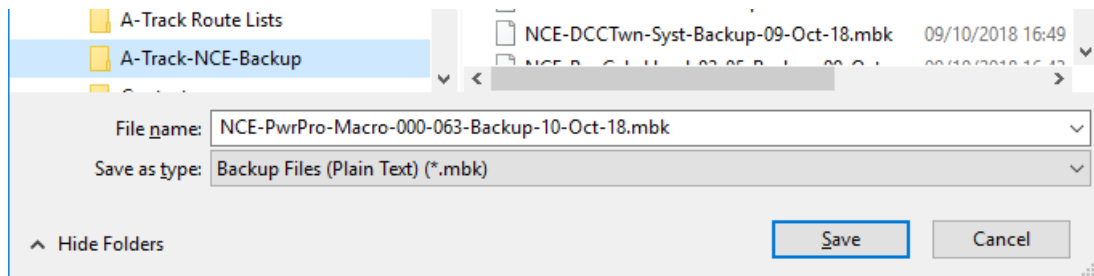 A-Track Route Lists
NCE-DCCTwn-Syst-Backup-09-Oct-18.mbk 09/10/2018 16:49
A-Track-NCE-Backup
File name: NCE-PwrPro-Macro-000-063-Backup-10-Oct-18.mbk
Save as type: Backup Files (Plain Text) (*.mbk)
Hide Folders
Save Cancel